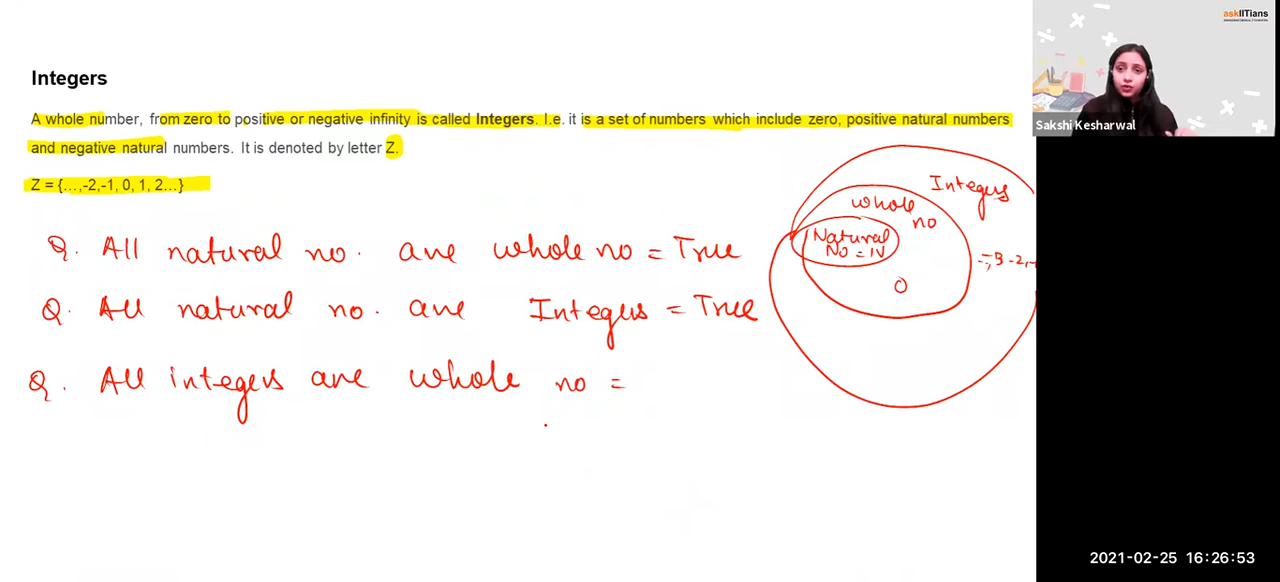 askIITians
Integers
A whole number, from zero to positive or negative infinity is called Integers. I.e. it is a set of numbers which include zero, positive natural numbers
and negative natural numbers. It is denoted by letter Z.
Z = {...,-2,-1, 0, 1, 2...}
Sakshi Kesharwal
Integers
whole
no
Natural
No = N
0
Q. All natural no. are whole no = True
Q. All natural no. are Integers = True
Q. All integers are whole no =
2021-02-25 16:26:53